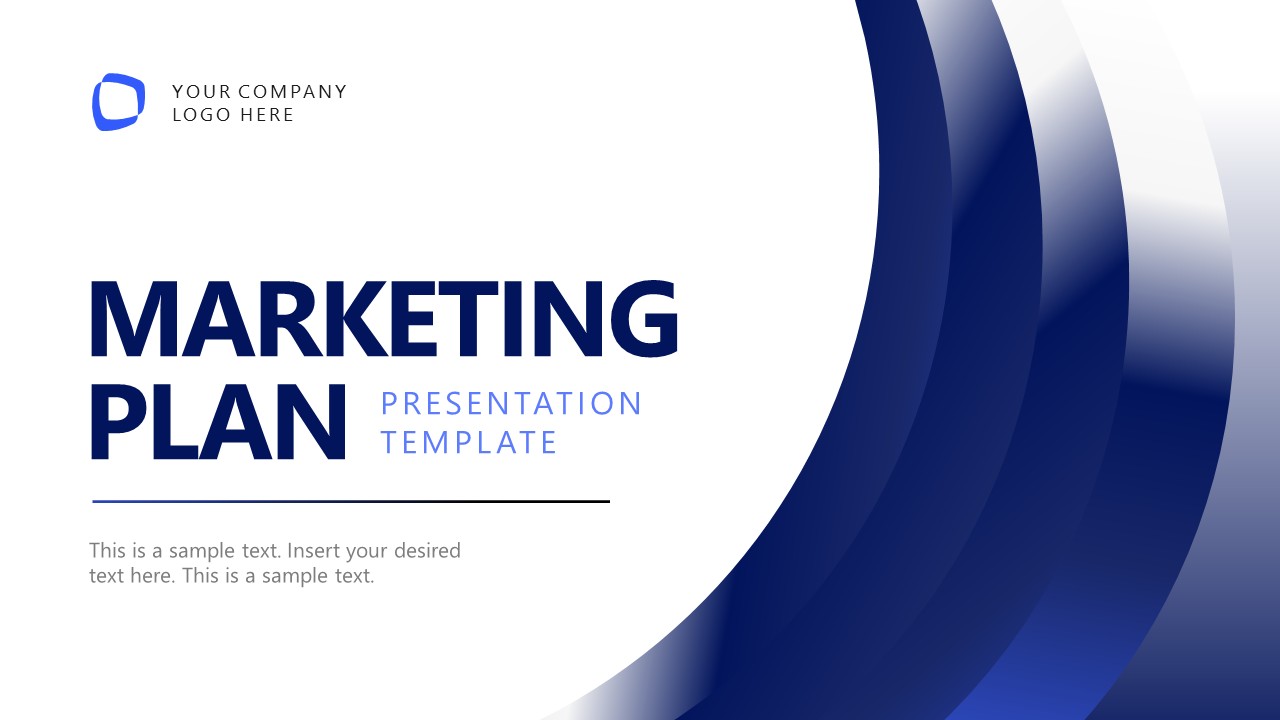 YOUR COMPANY
LOGO HERE
MARKETING
PLAN
PRESENTATION
TEMPLATE
This is a sample text. Insert your desired
text here. This is a sample text.